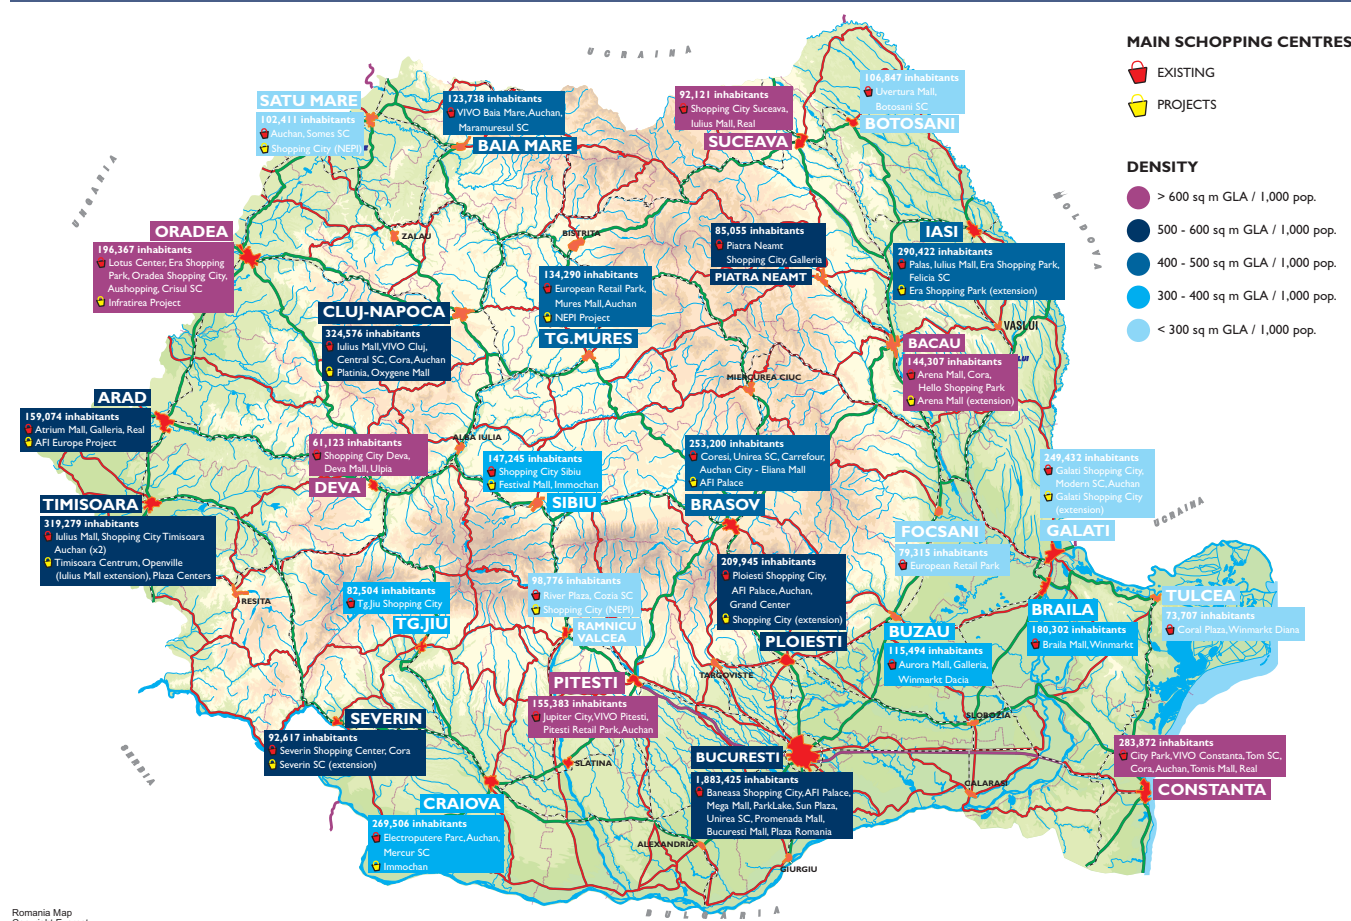 UCRAINA
MAIN SCHOPPING CENTRES
EXISTING
PROJECTS
DENSITY
> 600 sq m GLA / 1,000 pop.
500 - 600 sq m GLA / 1,000 pop.
400 - 500 sq m GLA / 1,000 pop.
300 - 400 sq m GLA / 1,000 pop.
< 300 sq m GLA / 1,000 pop.
UNGARIA
MOLDOVA
UCRAINA
SERBIA
BULGARIA
SATU MARE
102,411 inhabitants
Auchan, Somes SC
Shopping City (NEPI)
123,738 inhabitants
VIVO Baia Mare, Auchan,
Maramuresul SC
BAIA MARE
92,121 inhabitants
Shopping City Suceava,
Iulius Mall, Real
SUCEAVA
106,847 inhabitants
Uvertura Mall,
Botosani SC
BOTOSANI
ORADEA
196,367 inhabitants
Lotus Center, Era Shopping
Park, Oradea Shopping City,
Aushopping, Crisul SC
Infratirea Project
ZALAU
BISTRITA
85,055 inhabitants
Piatra Neamt
Shopping City, Galleria
PIATRA NEAMT
IASI
290,422 inhabitants
Palas, Iulius Mall, Era Shopping Park,
Felicia SC
Era Shopping Park (extension)
134,290 inhabitants
European Retail Park,
Mures Mall, Auchan
NEPI Project
TG.MURES
CLUJ-NAPOCA
324,576 inhabitants
Iulius Mall, VIVO Cluj,
Central SC, Cora, Auchan
Platinia, Oxygene Mall
VASLUI
BACAU
144,307 inhabitants
Arena Mall, Cora,
Hello Shopping Park
Arena Mall (extension)
MIERCUREA CIUC
ARAD
159,074 inhabitants
Atrium Mall, Galleria, Real
AFI Europe Project
61,123 inhabitants
Shopping City Deva,
Deva Mall, Ulpia
DEVA
ALBA IULIA
147,245 inhabitants
Shopping City Sibiu
Festival Mall, Immochan
SIBIU
253,200 inhabitants
Coresi, Unirea SC, Carrefour,
Auchan City - Eliana Mall
AFI Palace
BRASOV
249,432 inhabitants
Galati Shopping City,
Modern SC, Auchan
Galati Shopping City
(extension)
GALATI
TIMISOARA
319,279 inhabitants
Iulius Mall, Shopping City Timisoara
Auchan (x2)
Timisoara Centrum, Openville
(Iulius Mall extension), Plaza Centers
FOCSANI
79,315 inhabitants
European Retail Park
RESITA
82,504 inhabitants
Tg.Jiu Shopping City
TG.JIU
98,776 inhabitants
River Plaza, Cozia SC
Shopping City (NEPI)
RAMNICU
VALCEA
209,945 inhabitants
Ploiesti Shopping City,
AFI Palace, Auchan,
Grand Center
Shopping City (extension)
PLOIESTI
BUZAU
115,494 inhabitants
Aurora Mall, Galleria,
Winmarkt Dacia
BRAILA
180,302 inhabitants
Braila Mall, Winmarkt
TULCEA
73,707 inhabitants
Coral Plaza, Winmarkt Diana
TARGOVISTE
PITESTI
155,383 inhabitants
Jupiter City, VIVO Pitesti,
Pitesti Retail Park, Auchan
SEVERIN
92,617 inhabitants
Severin Shopping Center, Cora
Severin SC (extension)
SLATINA
SLOBOZIA
BUCURESTI
1,883,425 inhabitants
Baneasa Shopping City, AFI Palace,
Mega Mall, ParkLake, Sun Plaza,
Unirea SC, Promenada Mall,
Bucuresti Mall, Plaza Romania
283,872 inhabitants
City Park, VIVO Constanta, Tom SC,
Cora, Auchan, Tomis Mall, Real
CONSTANTA
CALARASI
CRAIOVA
269,506 inhabitants
Electroputere Parc, Auchan,
Mercur SC
Immochan
ALEXANDRIA
GIURGIU
Romania Map